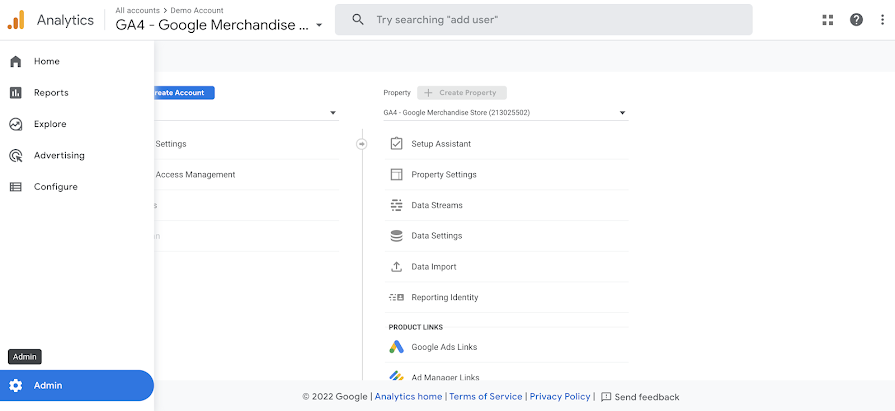 Analytics
All accounts > Demo Account
GA4 - Google Merchandise ...
Try searching "add user"
Home
Reports
Explore
Advertising
Configure
Admin
Admin
reate Account
Settings
Access Management
Property
Create Property
GA4 - Google Merchandise Store (213025502)
Setup Assistant
Property Settings
Data Streams
Data Settings
Data Import
Reporting Identity
PRODUCT LINKS
Google Ads Links
Ad Manager Links
© 2022 Google | Analytics home | Terms of Service | Privacy Policy | Send feedback